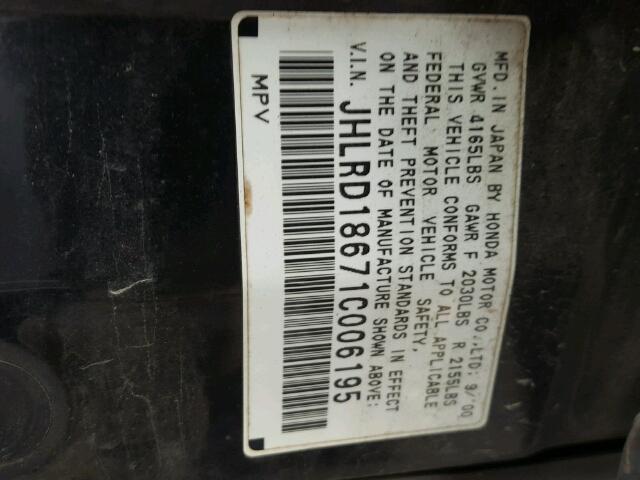 MFD. IN JAPAN BY HONDA MOTOR CO.,LTD; 9/'00
GVWR 4165LBS GAWR F 2030LBS R 2155LBS
THIS VEHICLE CONFORMS TO ALL APPLICABLE
FEDERAL MOTOR VEHICLE SAFETY,
AND THEFT PREVENTION STANDARDS IN EFFECT
ON THE DATE OF MANUFACTURE SHOWN ABOVE:
V.I.N. JHLRD18671C006195
MPV